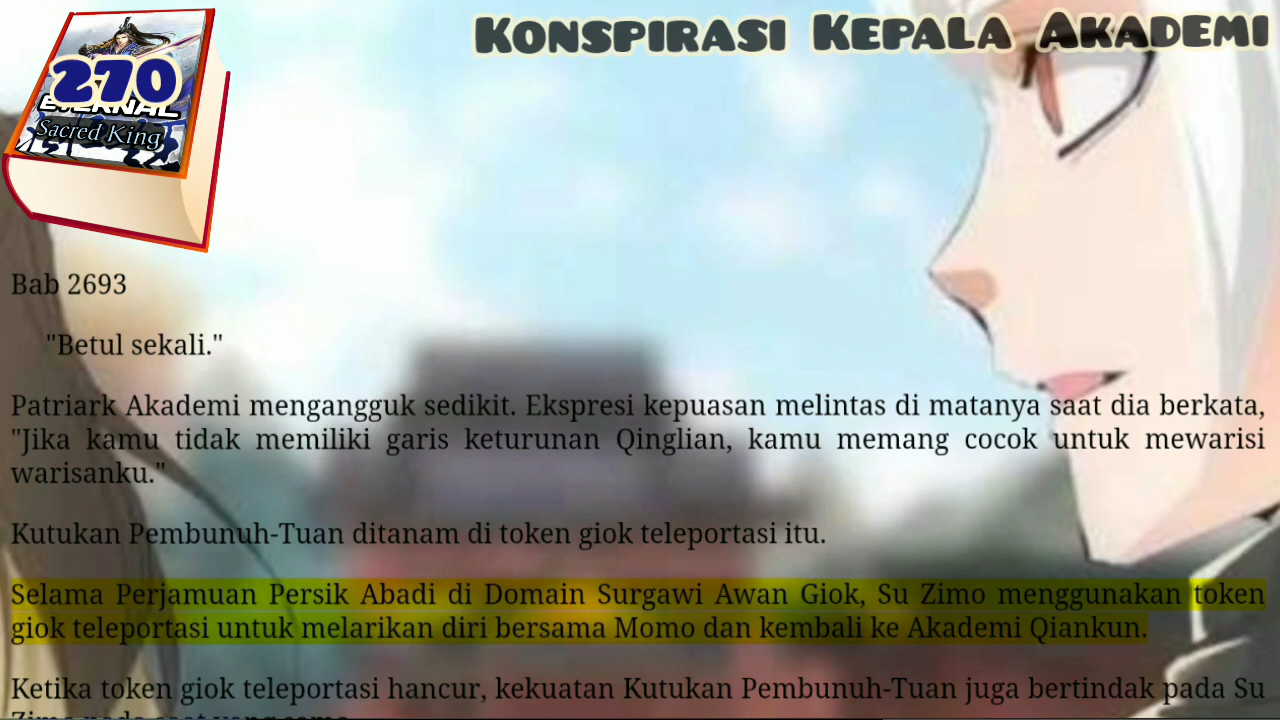 Konspirasi Kepala Akademi
270
ETERNAL
Sacred King
Bab 2693
"Betul sekali."
Patriark Akademi mengangguk sedikit. Ekspresi kepuasan melintas di matanya saat dia berkata,
"Jika kamu tidak memiliki garis keturunan Qinglian, kamu memang cocok untuk mewarisi
warisanku."
Kutukan Pembunuh-Tuan ditanam di token giok teleportasi itu.
Selama Perjamuan Persik Abadi di Domain Surgawi Awan Giok, Su Zimo menggunakan token
giok teleportasi untuk melarikan diri bersama Momo dan kembali ke Akademi Qiankun.
Ketika token giok teleportasi hancur, kekuatan Kutukan Pembunuh-Tuan juga bertindak pada Su